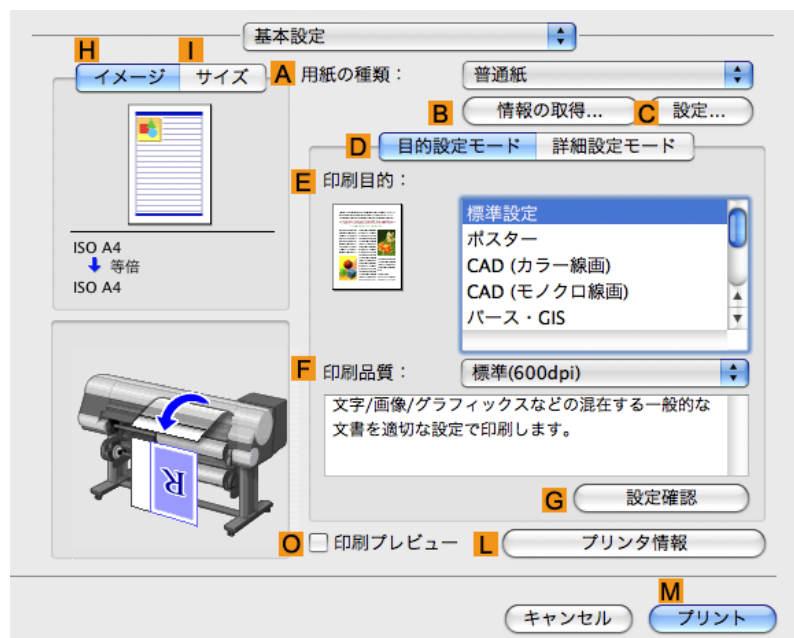 基本設定
H I
イメージ サイズ
A 用紙の種類： 普通紙
B 情報の取得... C 設定...
D 目的設定モード 詳細設定モード
E 印刷目的：
標準設定
ポスター
CAD (カラー線画)
CAD (モノクロ線画)
パース・GIS
ISO A4
等倍
ISO A4
F 印刷品質： 標準(600dpi)
文字/画像/グラフィックスなどの混在する一般的な
文書を適切な設定で印刷します。
R
G 設定確認
O 印刷プレビュー L プリンタ情報
M
キャンセル プリント